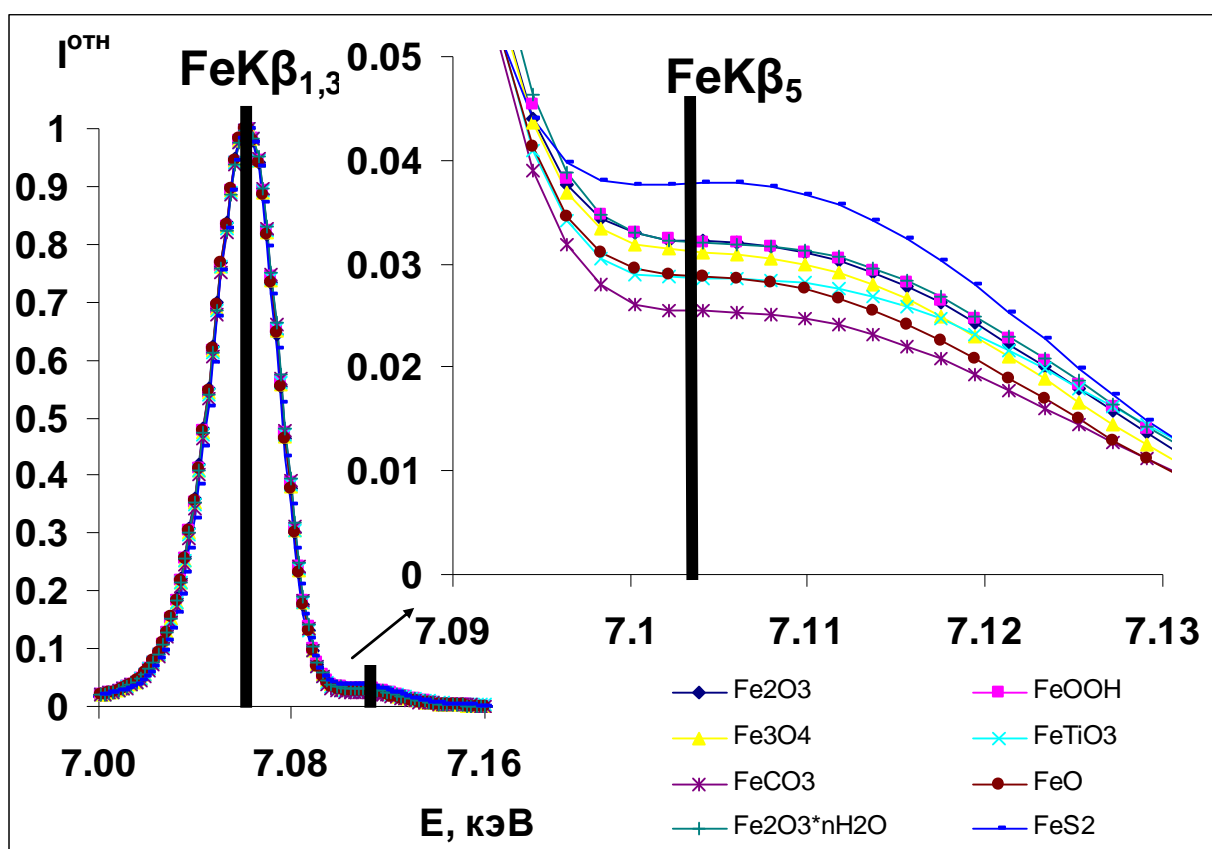 Iᴼᵀᴴ
FeKβ₁,₃
FeKβ₅
1
0.9
0.8
0.7
0.6
0.5
0.4
0.3
0.2
0.1
0
7.00 7.08 7.16
E, кэВ
0.05
0.04
0.03
0.02
0.01
0
7.09 7.1 7.11 7.12 7.13
Fe2O3 FeOOH
Fe3O4 FeTiO3
FeCO3 FeO
Fe2O3*nH2O FeS2